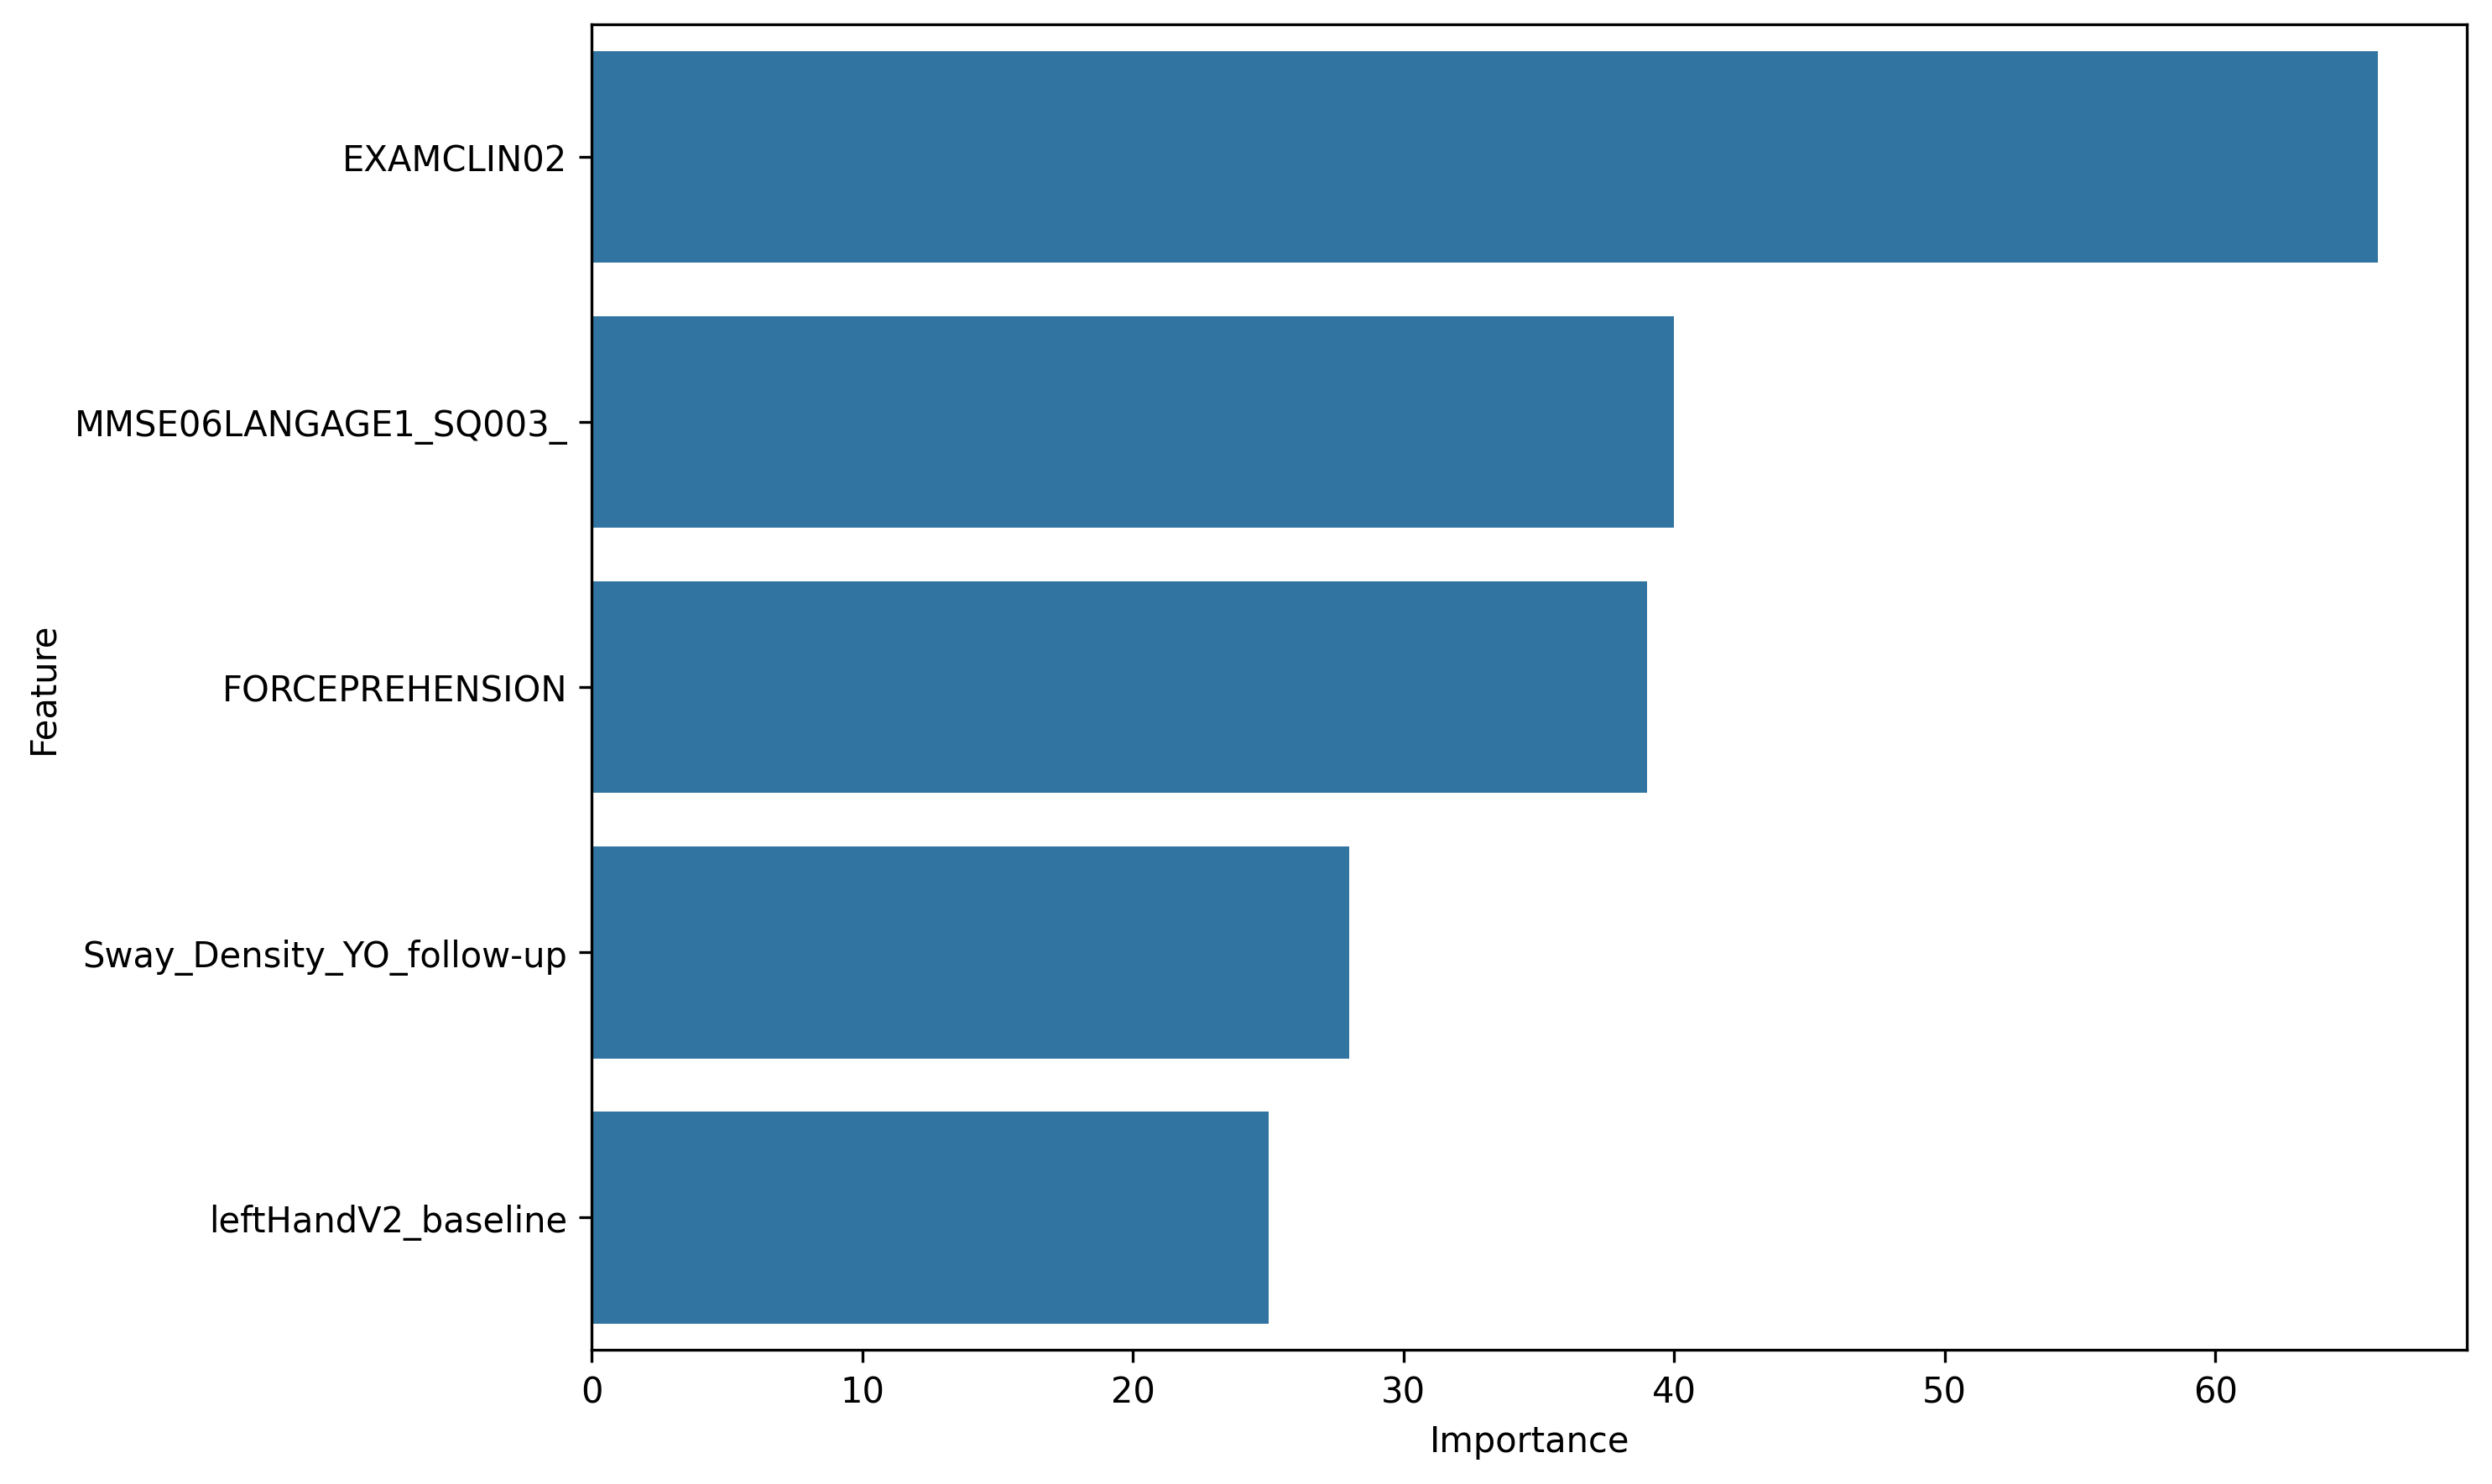 Feature
EXAMCLIN02
MMSE06LANGAGE1_SQ003_
FORCEPREHENSION
Sway_Density_YO_follow-up
leftHandV2_baseline
0 10 20 30 40 50 60
Importance